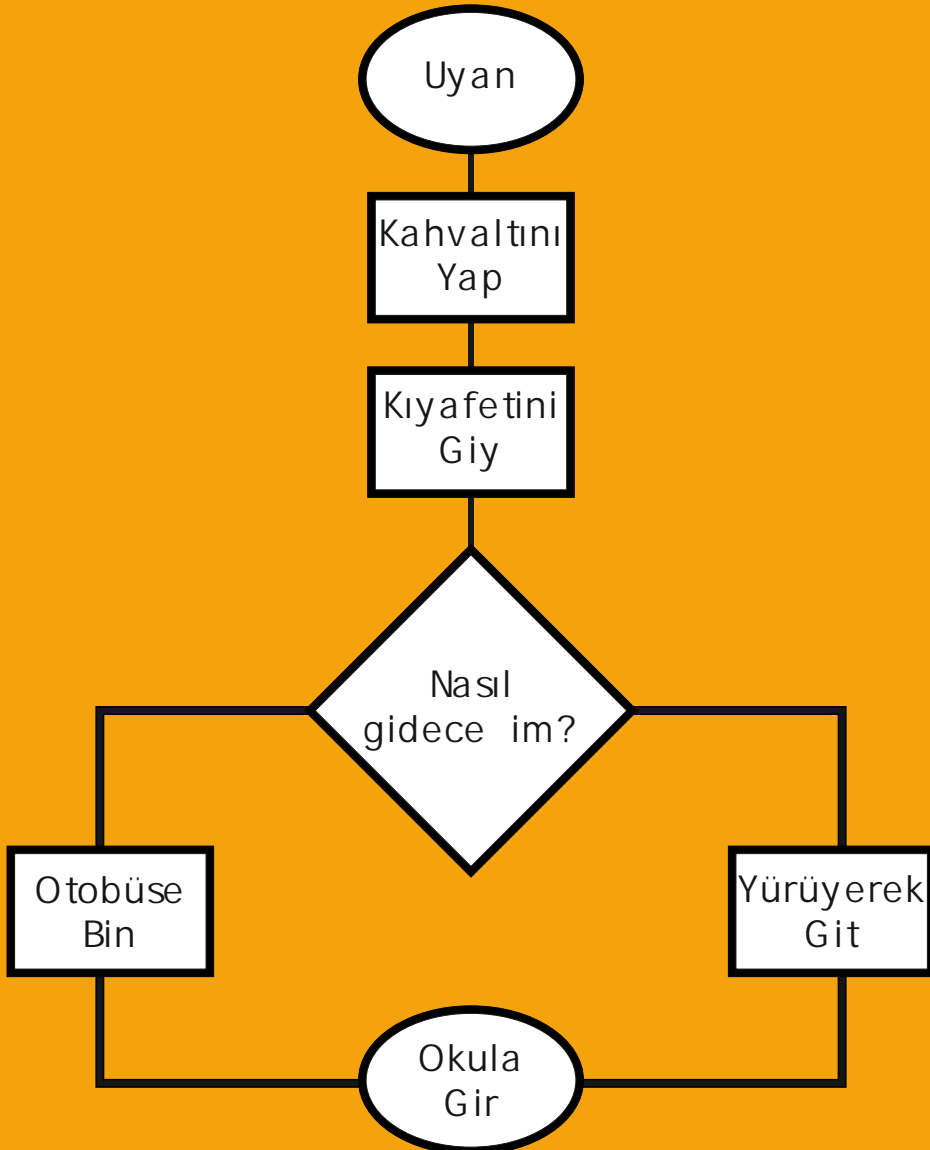 Uyan
Kahvaltını
Yap
Kıyafetini
Giy
Nasıl
gidece im?
Otobüse
Bin
Yürüyerek
Git
Okula
Gir